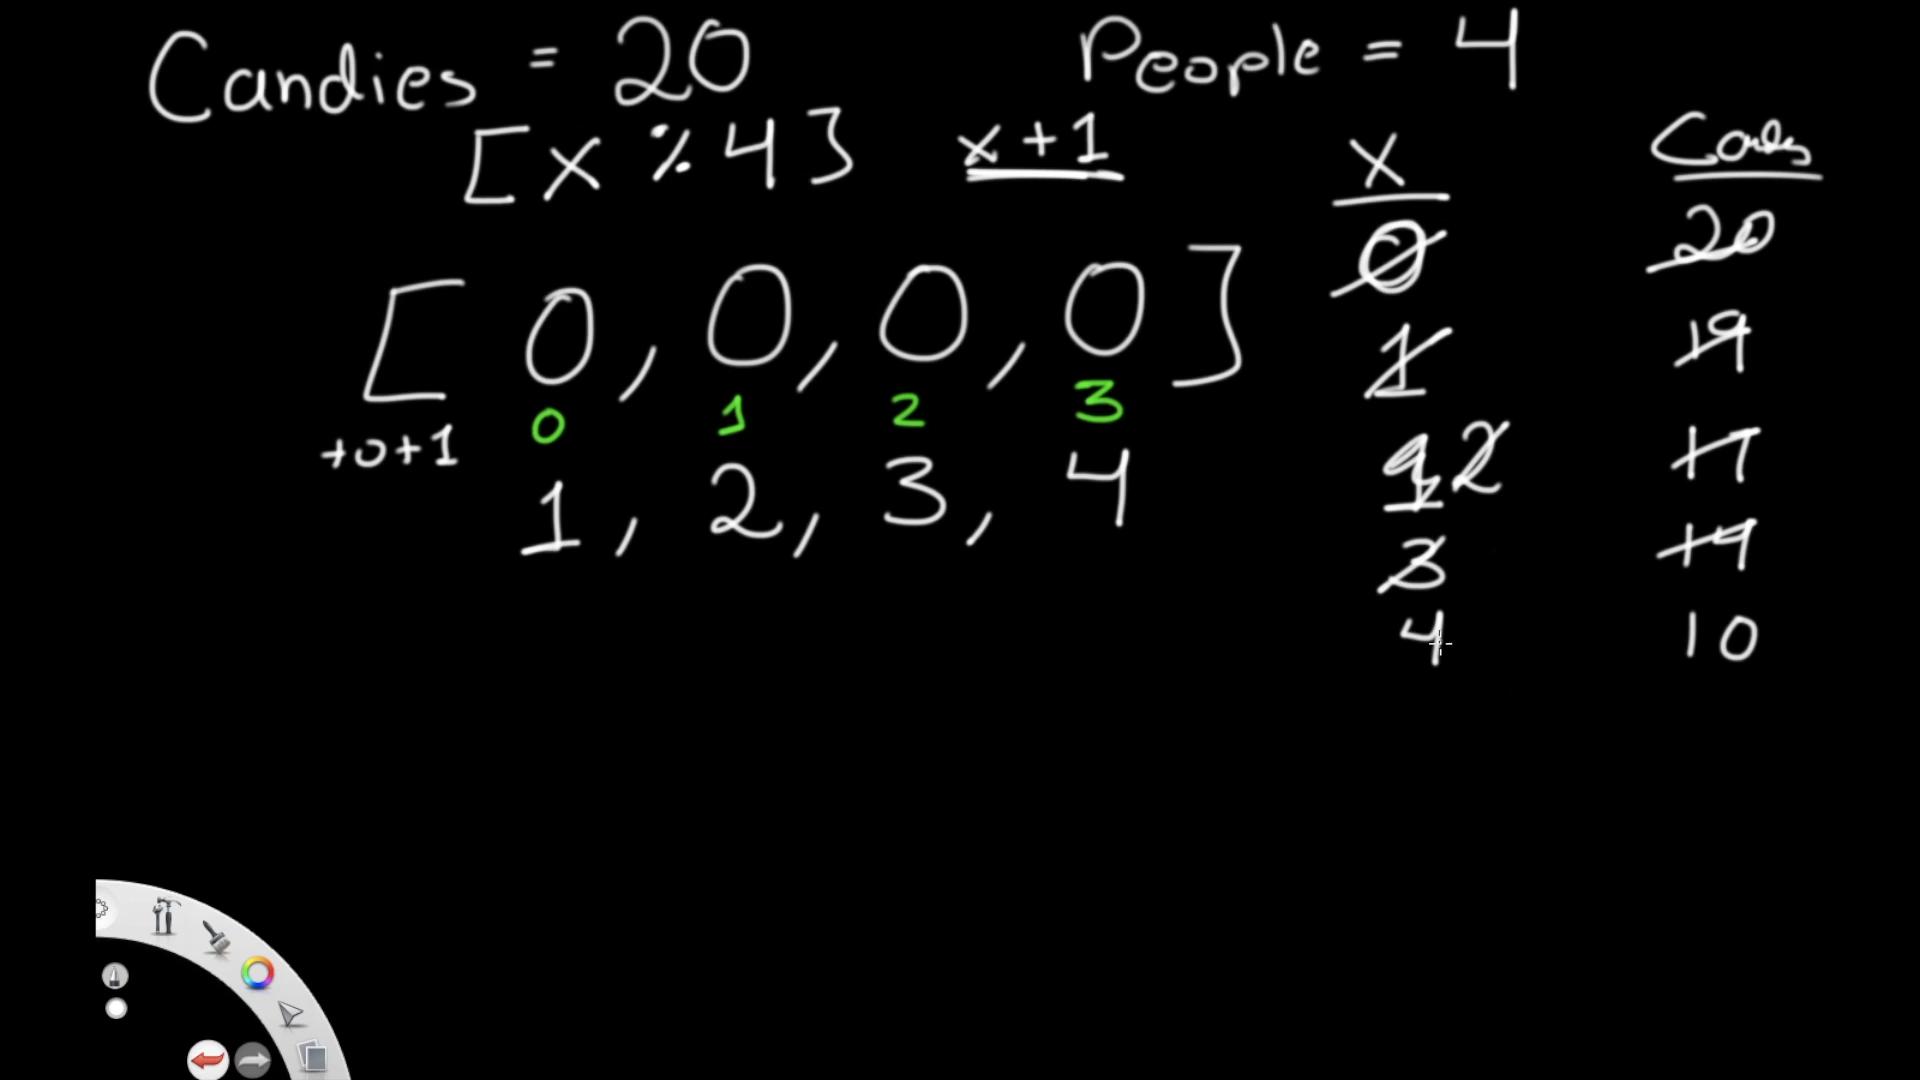 Candies = 20
People = 4
[x % 4]
x + 1
[0, 0, 0, 0]
0 1 2 3
+0+1
1, 2, 3, 4
x
0
1
2
3
4
20
19
17
14
10